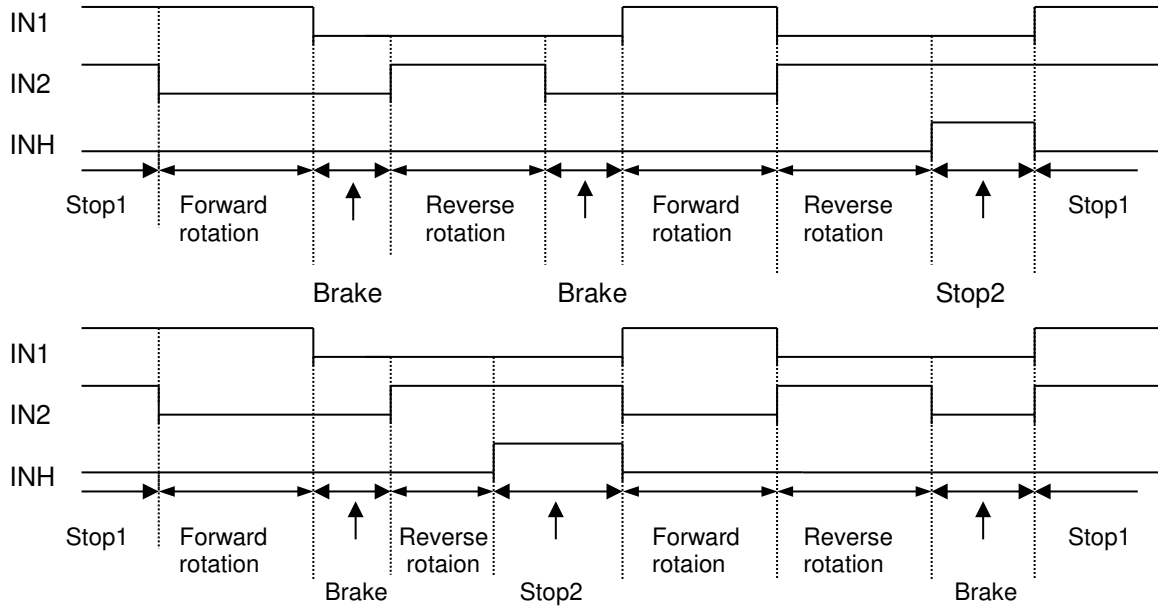 IN1
IN2
INH
Stop1
Forward
rotation
Reverse
rotation
Forward
rotation
Reverse
rotation
Stop1
Brake
Brake
Stop2
IN1
IN2
INH
Stop1
Forward
rotation
Reverse
rotaion
Forward
rotation
Reverse
rotation
Stop1
Brake
Stop2
Brake